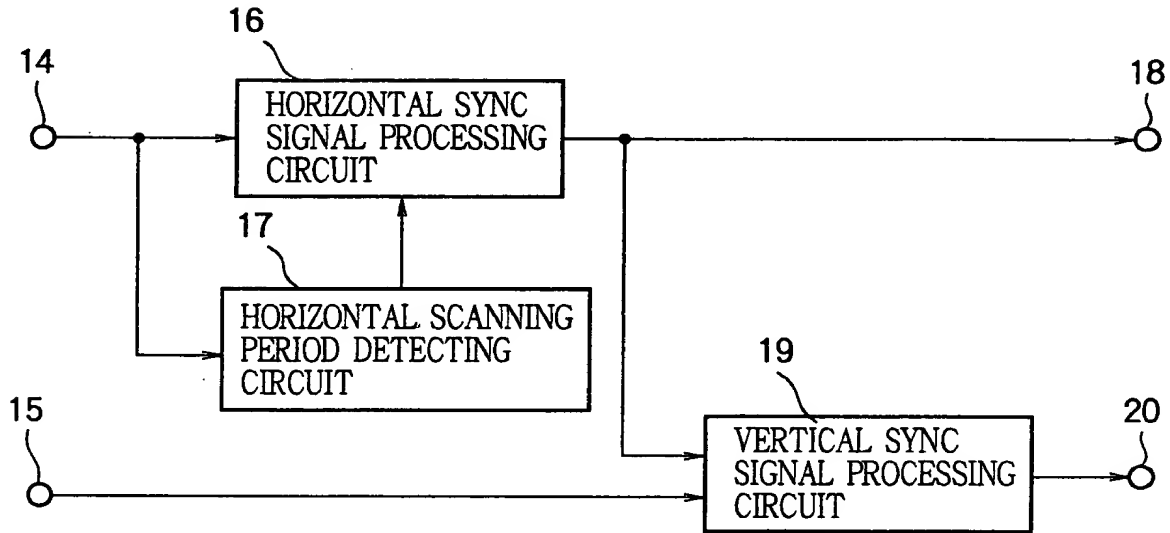 16
14
18
HORIZONTAL SYNC
SIGNAL PROCESSING
CIRCUIT
17
HORIZONTAL SCANNING
PERIOD DETECTING
CIRCUIT
15
19
20
VERTICAL SYNC
SIGNAL PROCESSING
CIRCUIT